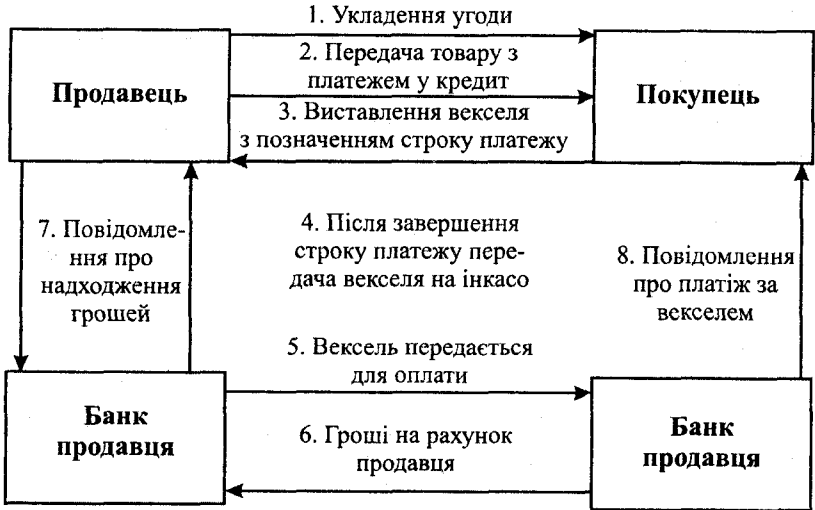 1. Укладення угоди
2. Передача товару з
платежем у кредит
Продавець
Покупець
3. Виставлення векселя
з позначенням строку платежу
7. Повідомле-
ння про
надходження
грошей
4. Після завершення
строку платежу пере-
дача векселя на інкасо
8. Повідомлення
про платіж за
векселем
5. Вексель передається
для оплати
Банк
продавця
6. Гроші на рахунок
продавця
Банк
продавця